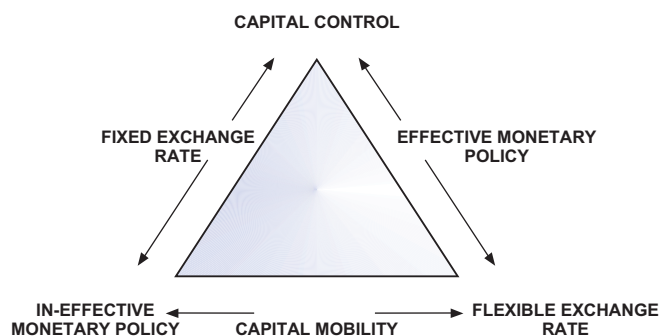 CAPITAL CONTROL
FIXED EXCHANGE
RATE
EFFECTIVE MONETARY
POLICY
IN-EFFECTIVE
MONETARY POLICY
CAPITAL MOBILITY
FLEXIBLE EXCHANGE
RATE